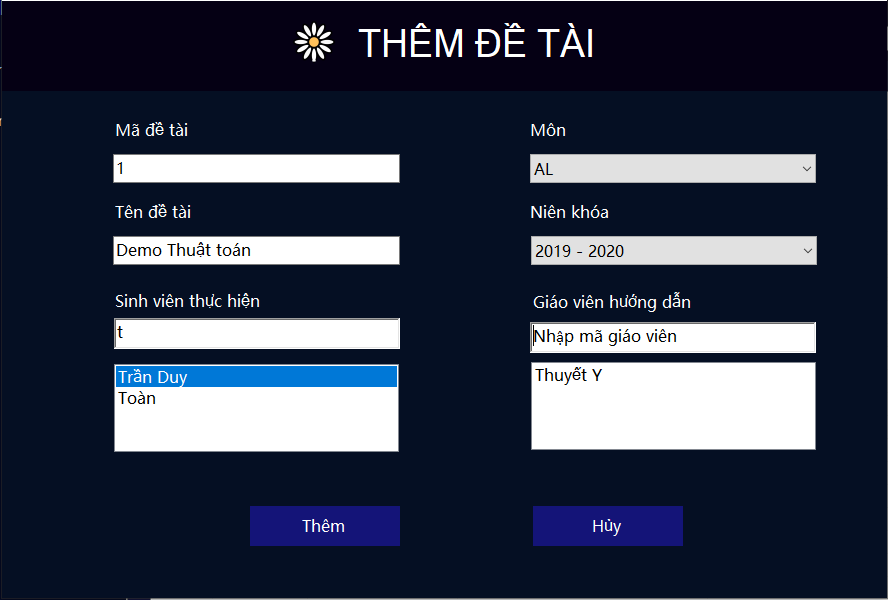 THÊM ĐỀ TÀI
Mã đề tài
1
Tên đề tài
Demo Thuật toán
Sinh viên thực hiện
t
Trần Duy
Toàn
Môn
AL
Niên khóa
2019 - 2020
Giáo viên hướng dẫn
Nhập mã giáo viên
Thuyết Y
Thêm
Hủy